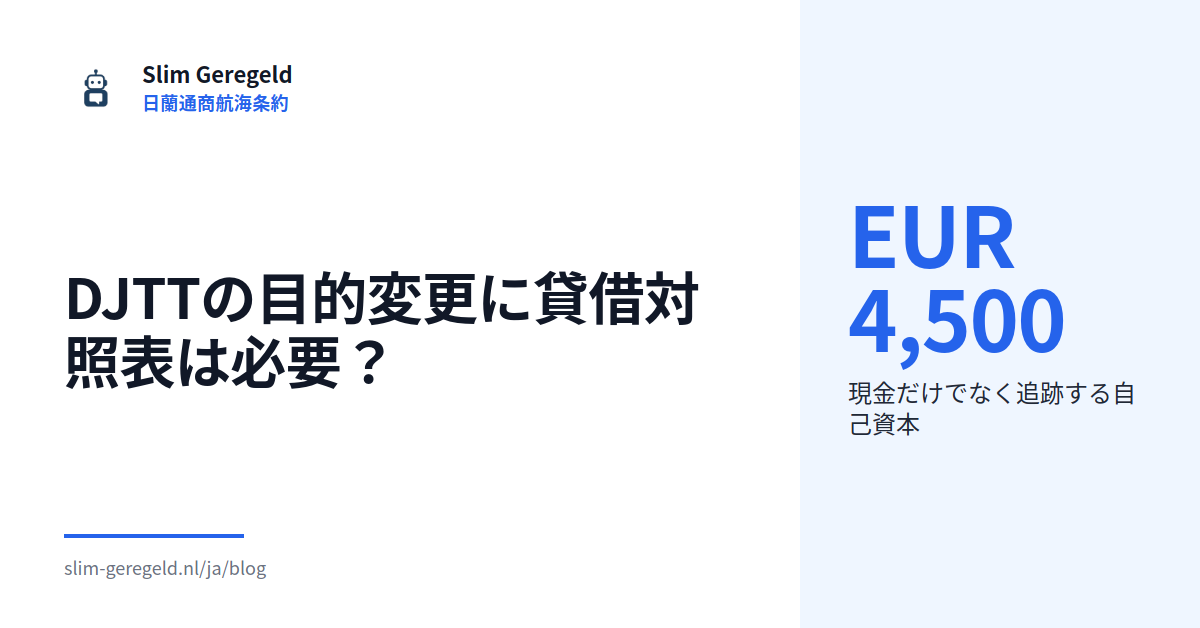 Slim Geregeld
日蘭通商航海条約
DJTTの目的変更に貸借対
照表は必要？
slim-geregeld.nl/ja/blog
EUR
4,500
現金だけでなく追跡する自
己資本